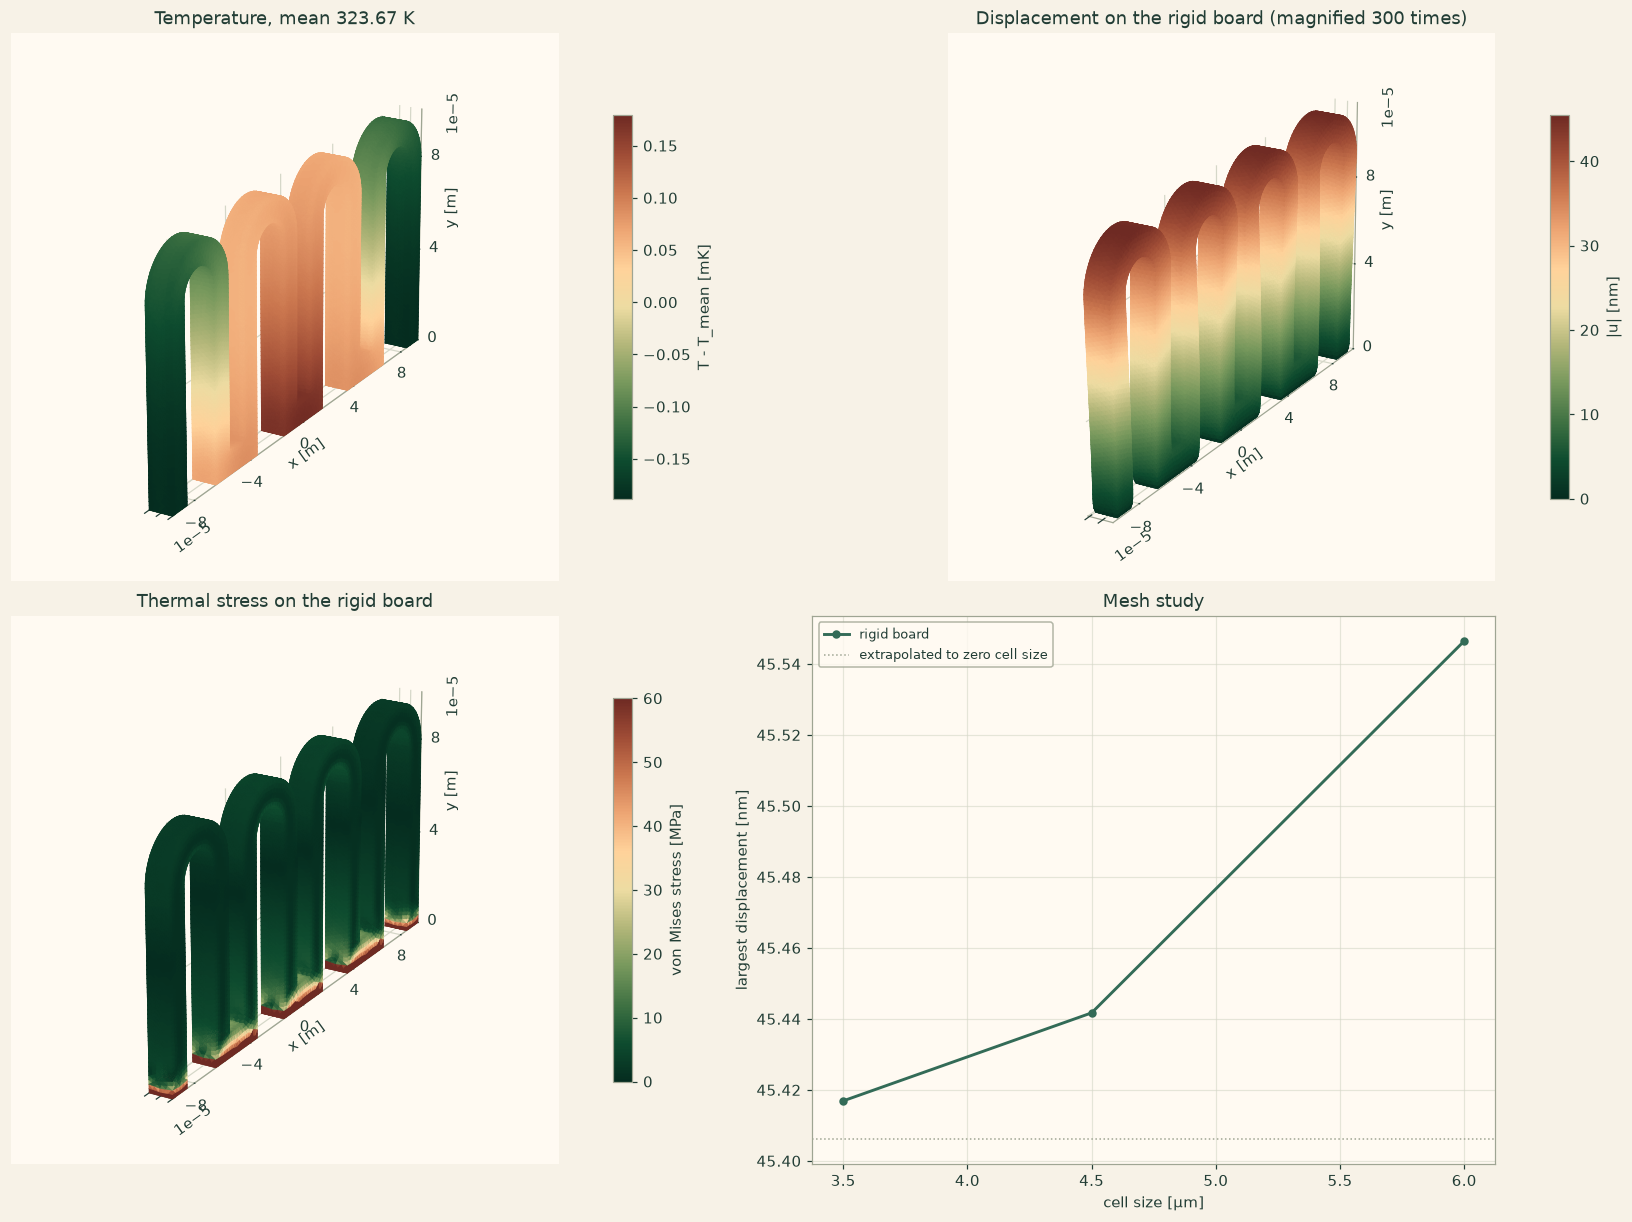 Temperature, mean 323.67 K
1e−5
8
4
0
y [m]
8
4
0
−4
−8
x [m]
1e−5
0.15
0.10
0.05
0.00
−0.05
−0.10
−0.15
T - T_mean [mK]
Displacement on the rigid board (magnified 300 times)
1e−5
8
4
0
y [m]
8
4
0
−4
−8
x [m]
1e−5
40
30
20
10
0
|u| [nm]
Thermal stress on the rigid board
1e−5
8
4
0
y [m]
8
4
0
−4
−8
x [m]
1e−5
60
50
40
30
20
10
0
von Mises stress [MPa]
Mesh study
rigid board
extrapolated to zero cell size
45.54
45.52
45.50
45.48
45.46
45.44
45.42
45.40
largest displacement [nm]
3.5
4.0
4.5
5.0
5.5
6.0
cell size [µm]